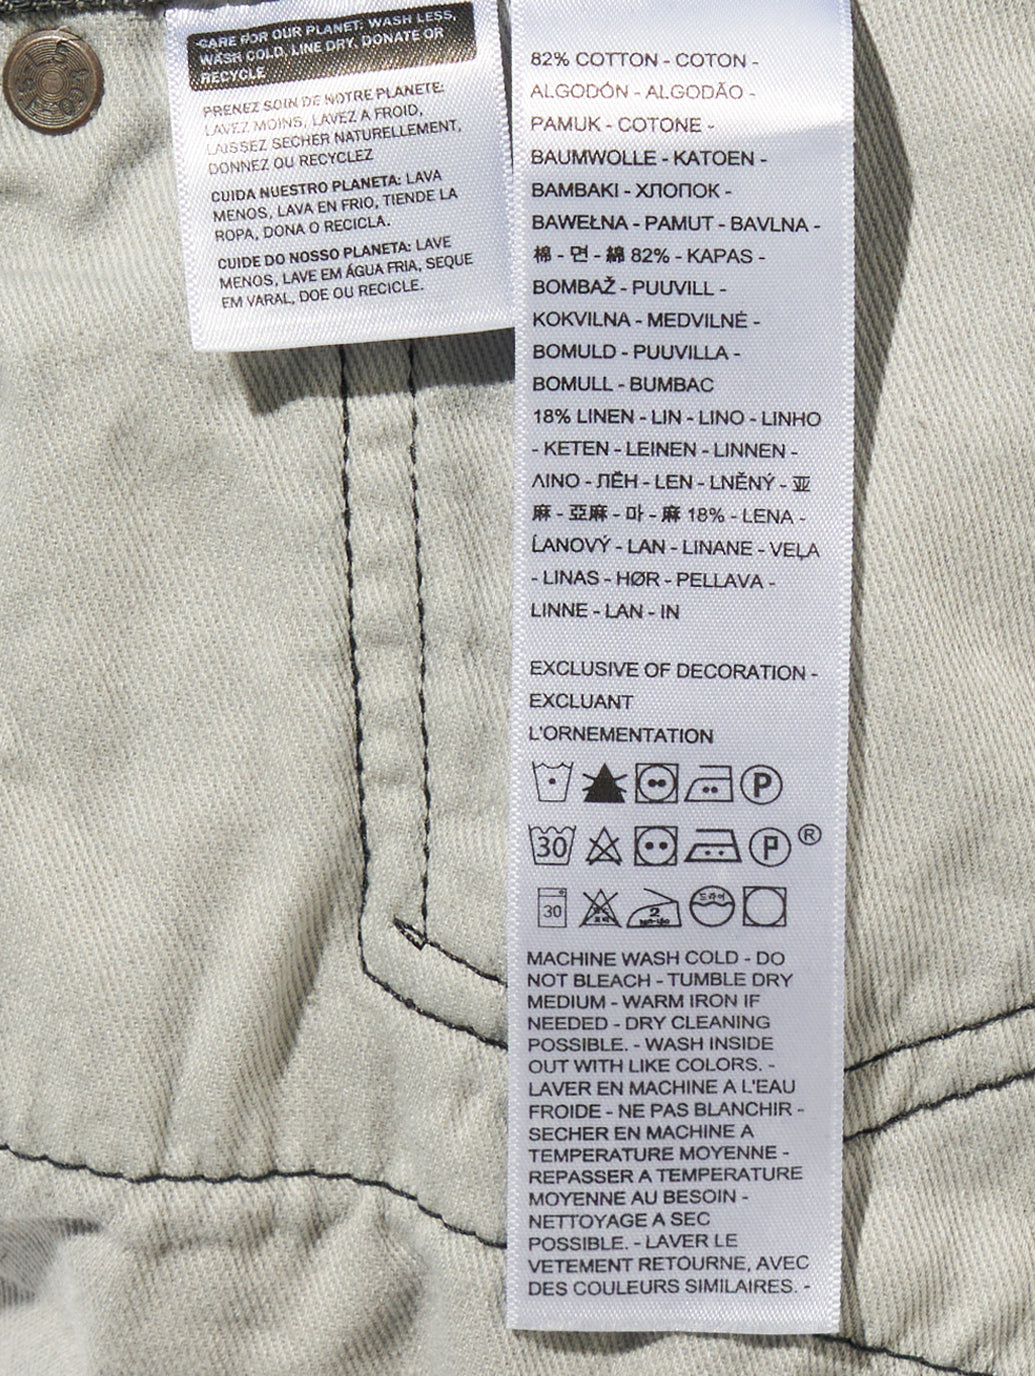 CARE FOR OUR PLANET: WASH LESS,
WASH COLD, LINE DRY, DONATE OR
RECYCLE
PRENEZ SOIN DE NOTRE PLANETE:
LAVEZ MOINS, LAVEZ A FROID,
LAISSEZ SECHER NATURELLEMENT,
DONNEZ OU RECYCLEZ
CUIDA NUESTRO PLANETA: LAVA
MENOS, LAVA EN FRIO, TIENDE LA
ROPA, DONA O RECICLA.
CUIDE DO NOSSO PLANETA: LAVE
MENOS, LAVE EM ÁGUA FRIA, SEQUE
EM VARAL, DOE OU RECICLE.
82% COTTON - COTON -
ALGODÓN - ALGODÃO -
PAMUK - COTONE -
BAUMWOLLE - KATOEN -
BAMBAKI - ХЛОПОК -
BAWEŁNA - PAMUT - BAVLNA -
棉 - 면 - 綿 82% - KAPAS -
BOMBAŽ - PUUVILL -
KOKVILNA - MEDVILNĖ -
BOMULD - PUUVILLA -
BOMULL - BUMBAC
18% LINEN - LIN - LINO - LINHO
- KETEN - LEINEN - LINNEN -
ΛΙΝΟ - ЛЁН - LEN - LNĚNÝ - 亚
麻 - 亞麻 - 마 - 麻 18% - LENA -
ĽANOVÝ - LAN - LINANE - VEĻA
- LINAS - HØR - PELLAVA -
LINNE - LAN - IN
EXCLUSIVE OF DECORATION -
EXCLUANT
L'ORNEMENTATION
P
30 P ®
30 2 드라이
MACHINE WASH COLD - DO
NOT BLEACH - TUMBLE DRY
MEDIUM - WARM IRON IF
NEEDED - DRY CLEANING
POSSIBLE. - WASH INSIDE
OUT WITH LIKE COLORS. -
LAVER EN MACHINE A L'EAU
FROIDE - NE PAS BLANCHIR -
SECHER EN MACHINE A
TEMPERATURE MOYENNE -
REPASSER A TEMPERATURE
MOYENNE AU BESOIN -
NETTOYAGE A SEC
POSSIBLE. - LAVER LE
VETEMENT RETOURNE, AVEC
DES COULEURS SIMILAIRES. -